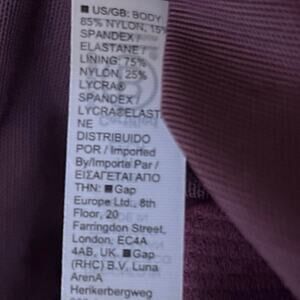 ■ US/GB: BODY
85% NYLON, 15%
SPANDEX /
ELASTANE /
LINING: 75%
NYLON, 25%
LYCRA®
SPANDEX /
LYCRA®ELAST
NE
DISTRIBUIDO
POR / Imported
By/Importe Par /
ΕΙΣΑΓΕΤΑΙ ΑΠΟ
ΤΗΝ: ■ Gap
Europe Ltd., 8th
Floor, 20
Farringdon Street,
London, EC4A
4AB, UK. ■ Gap
(RHC) B.V, Luna
ArenA
Herikerbergweg